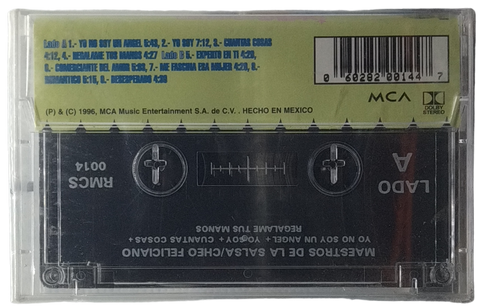 Lado A 1.- YO NO SOY UN ANGEL 5:43, 2.- YO SOY 7:12, 3.- CUANTAS COSAS
4:12, 4.- REGALAME TUS MANOS 4:27 Lado B 5.- EXPERTO EN TI 4:20,
6.- COMERCIANTE DEL AMOR 5:03, 7.- ME FASCINA ESA MUJER 4:20, 8.-
ROMANTICO 5:16, 9.- DESESPERADO 4:30
0 60282 00144 7
MCA
DOLBY
STEREO
(P) & (C) 1996, MCA Music Entertainment S.A. de C.V. . HECHO EN MEXICO
LADO
A
RMCS
0014
MAESTROS DE LA SALSA/CHEO FELICIANO
YO NO SOY UN ANGEL + YO SOY + CUANTAS COSAS +
REGALAME TUS MANOS